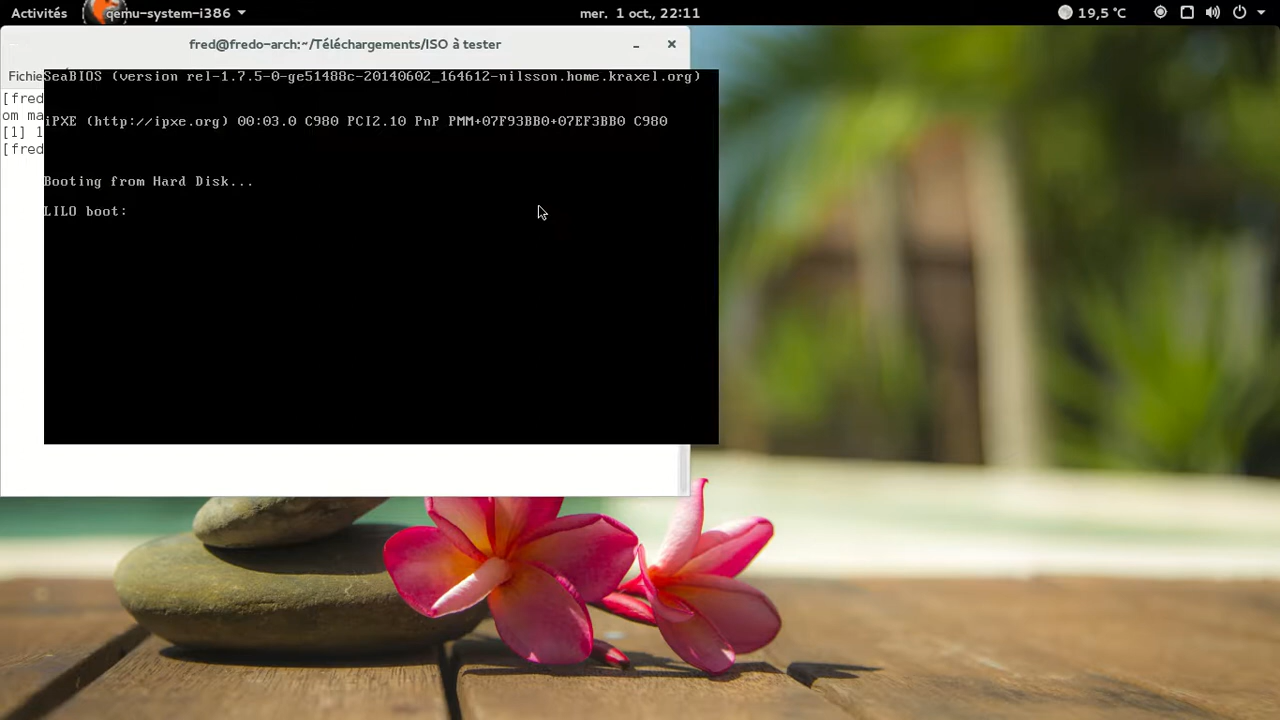 Activités qemu-system-i386 mer. 1 oct., 22:11 19,5 °C
fred@fredo-arch:~/Téléchargements/ISO à tester
Fichie
[fred
om ma
[1] 1
[fred
SeaBIOS (version rel-1.7.5-0-ge51488c-20140602_164612-nilsson.home.kraxel.org)
iPXE (http://ipxe.org) 00:03.0 C980 PCI2.10 PnP PMM+07F93BB0+07EF3BB0 C980
Booting from Hard Disk...
LILO boot: